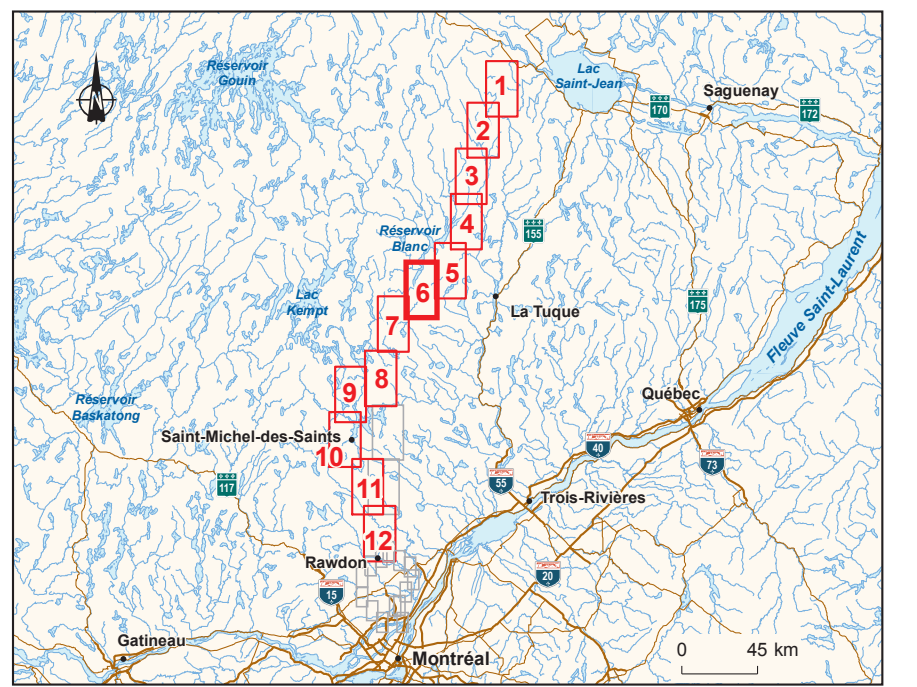 Réservoir
Gouin
N
Lac
Saint-Jean
Saguenay
170
172
1
2
3
4
155
Réservoir
Blanc
5
6
La Tuque
175
Fleuve Saint-Laurent
Lac
Kempt
7
8
9
Réservoir
Baskatong
Québec
Saint-Michel-des-Saints
10
40
73
117
11
55
Trois-Rivières
12
Rawdon
20
15
Gatineau
Montréal
0 45 km